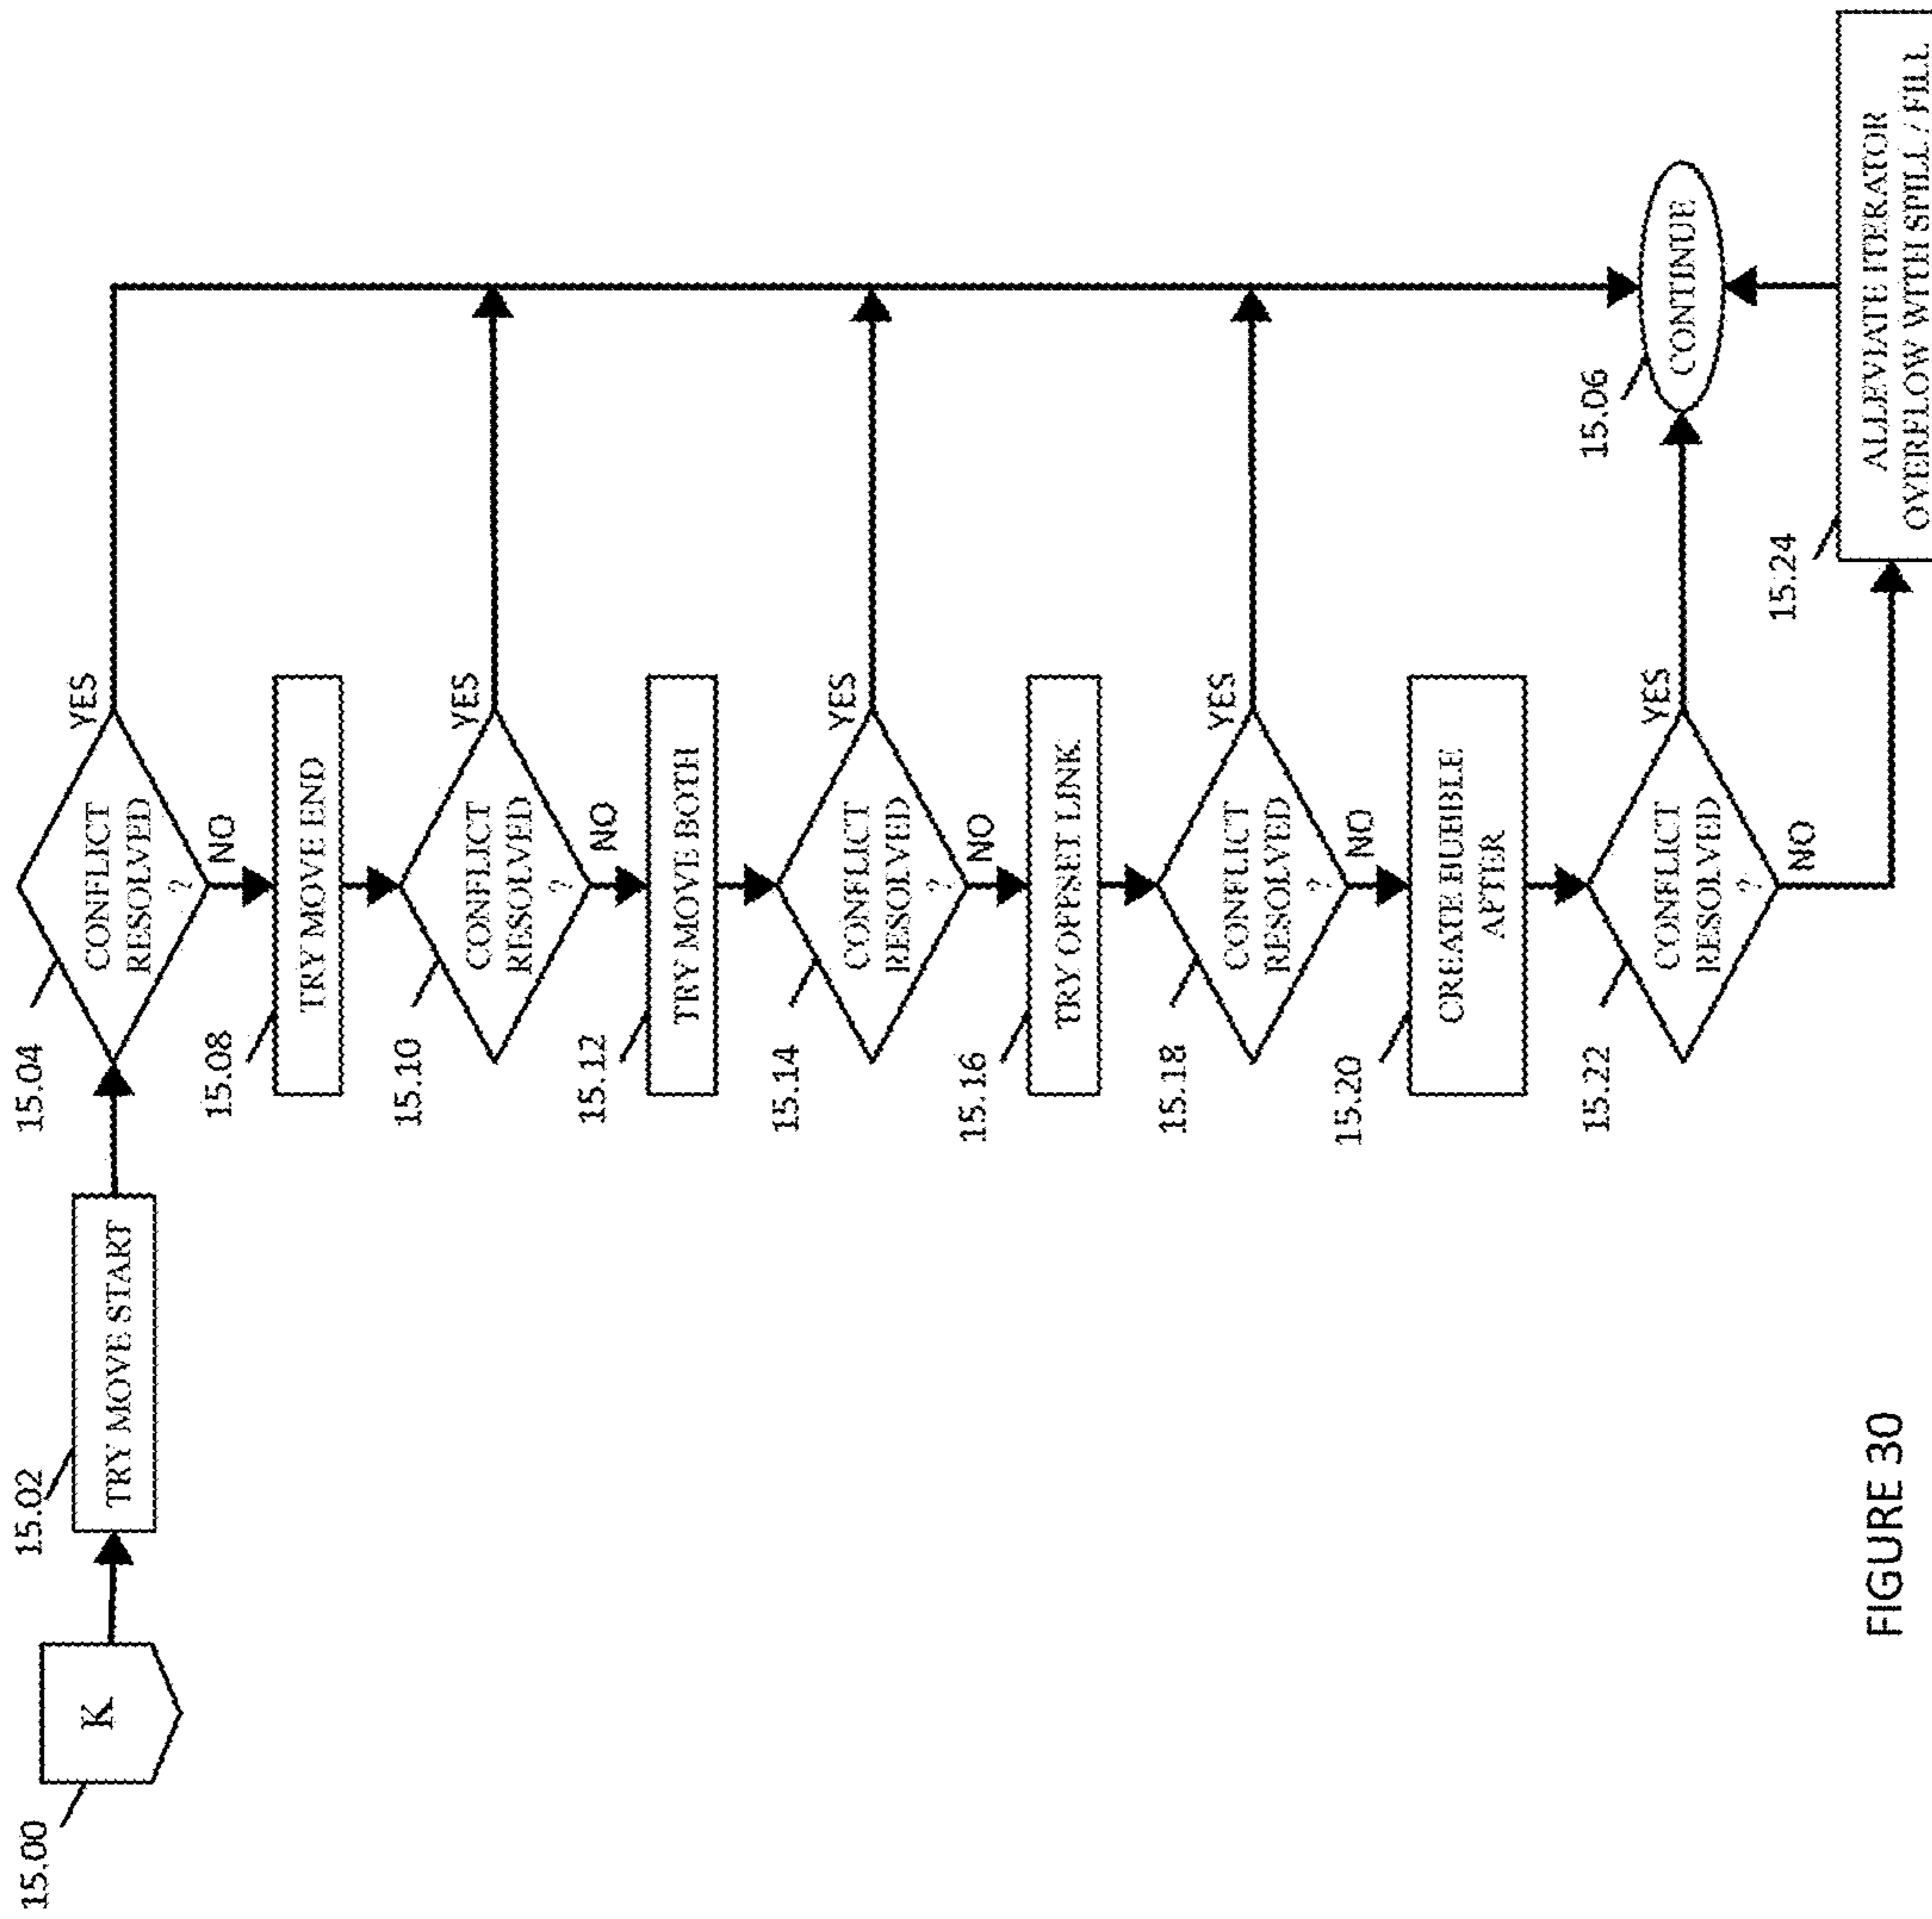 15.00
K
15.02
TRY MOVE START
15.04
CONFLICT
RESOLVED
?
YES
NO
15.08
TRY MOVE END
15.10
CONFLICT
RESOLVED
?
YES
NO
15.12
TRY MOVE BOTH
15.14
CONFLICT
RESOLVED
?
YES
NO
15.16
TRY OFFSET LINK
15.18
CONFLICT
RESOLVED
?
YES
NO
15.20
CREATE BUBBLE
AFTER
15.22
CONFLICT
RESOLVED
?
YES
NO
15.06
CONTINUE
15.24
ALLEVIATE ITERATOR
OVERFLOW WITH SPILL / FILL
FIGURE 30